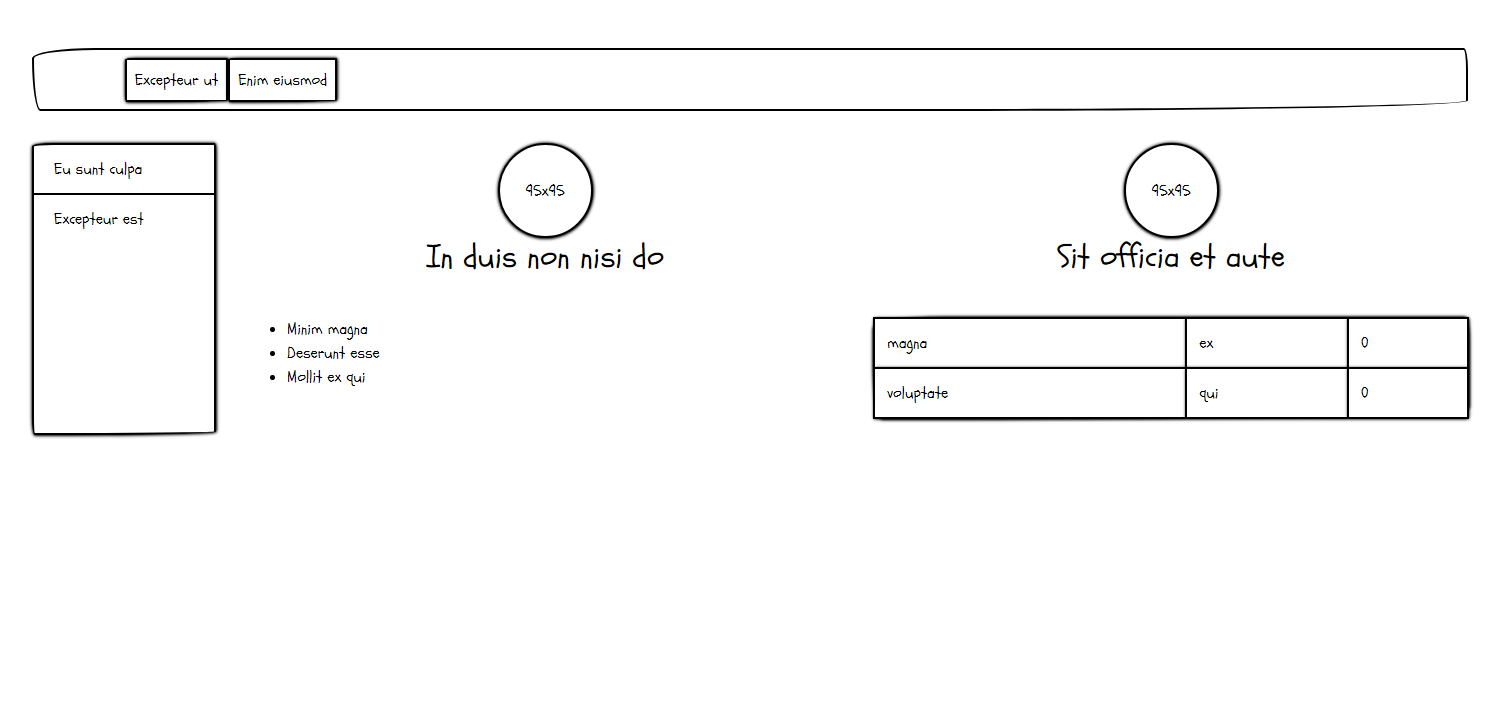 Excepteur ut Enim eiusmod
Eu sunt culpa
Excepteur est
95x95
In duis non nisi do
Minim magna
Deserunt esse
Mollit ex qui
95x95
Sit officia et aute
magna ex 0
voluptate qui 0